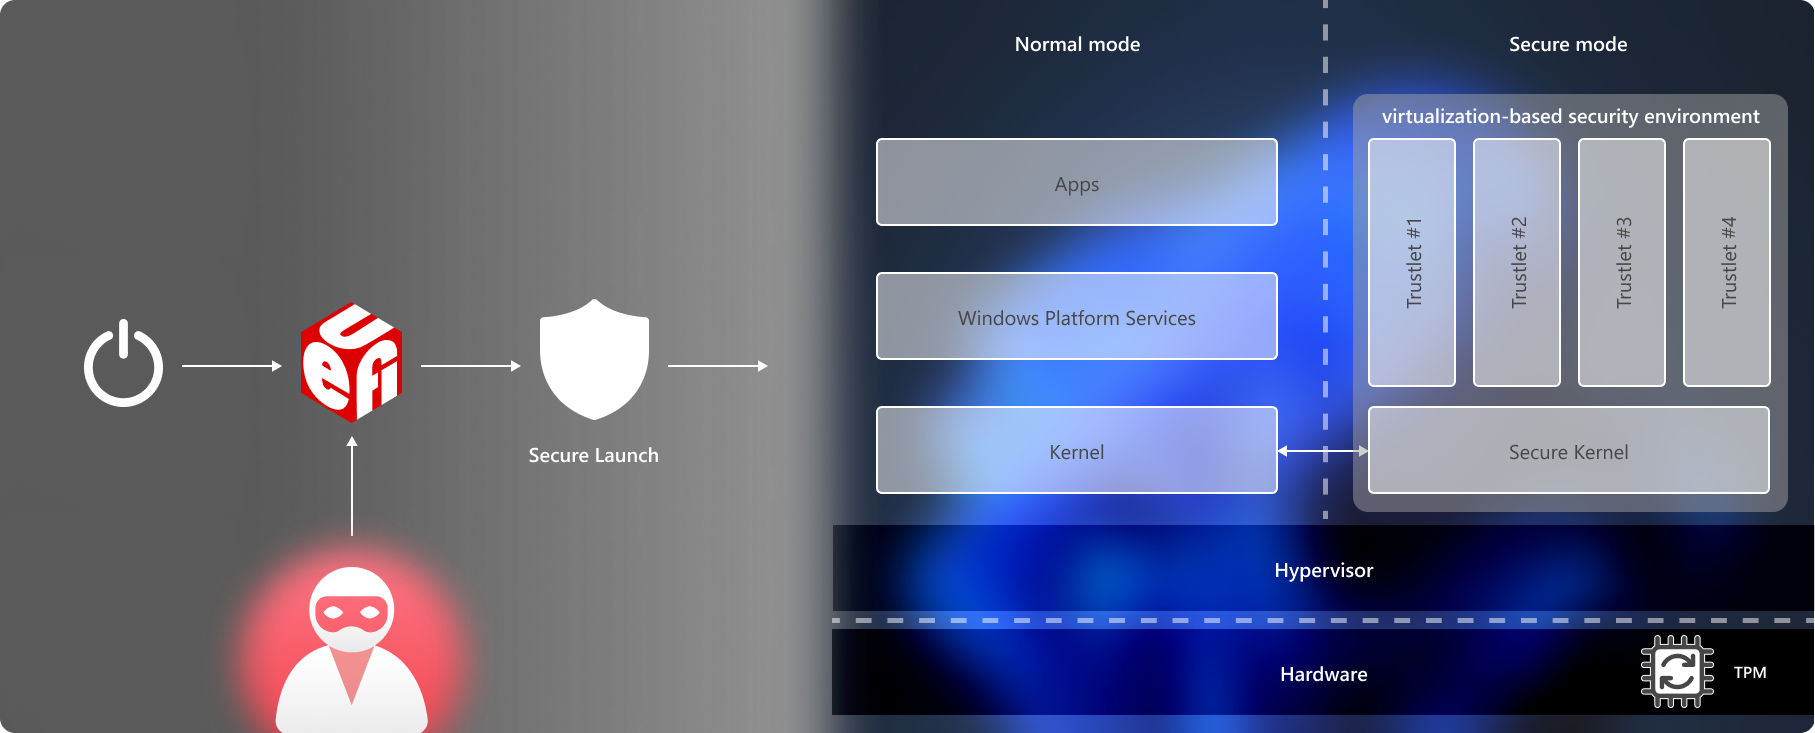 Normal mode
Secure mode
virtualization-based security environment
Apps
Trustlet #1
Trustlet #2
Trustlet #3
Trustlet #4
Windows Platform Services
UEFI
Secure Launch
Kernel
Secure Kernel
Hypervisor
Hardware
TPM